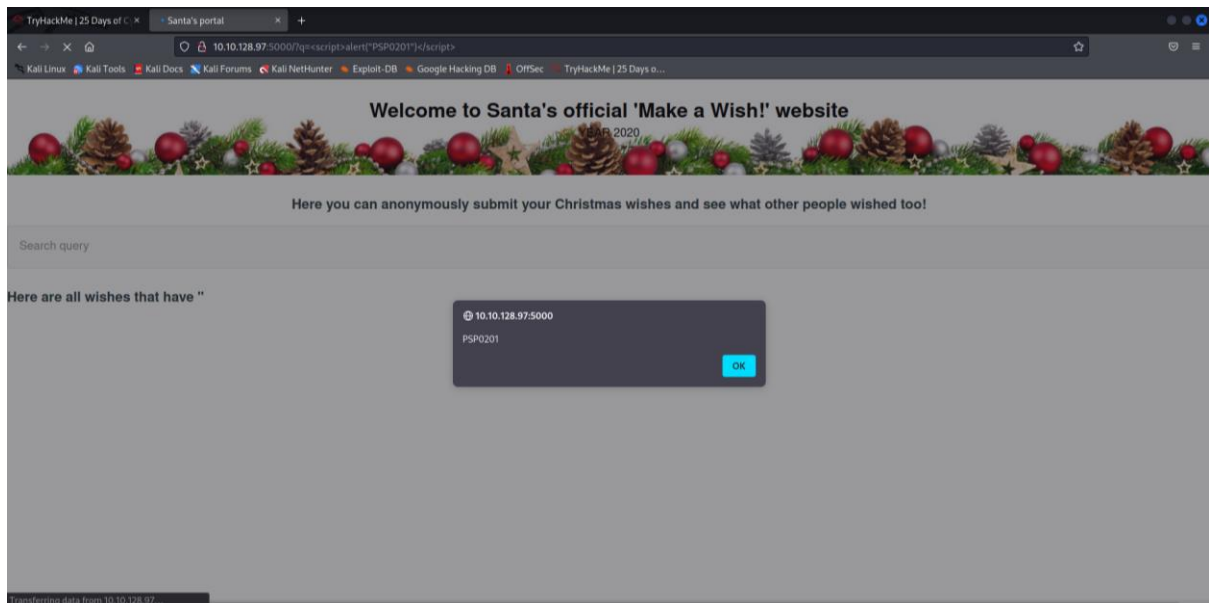 TryHackMe | 25 Days of C
Santa's portal
10.10.128.97:5000/?q=<script>alert("PSP0201")</script>
Kali Linux Kali Tools Kali Docs Kali Forums Kali NetHunter Exploit-DB Google Hacking DB OffSec TryHackMe | 25 Days o...
Welcome to Santa's official 'Make a Wish!' website
YEAR 2020
Here you can anonymously submit your Christmas wishes and see what other people wished too!
Search query
Here are all wishes that have "
10.10.128.97:5000
PSP0201
OK
Transferring data from 10.10.128.97...